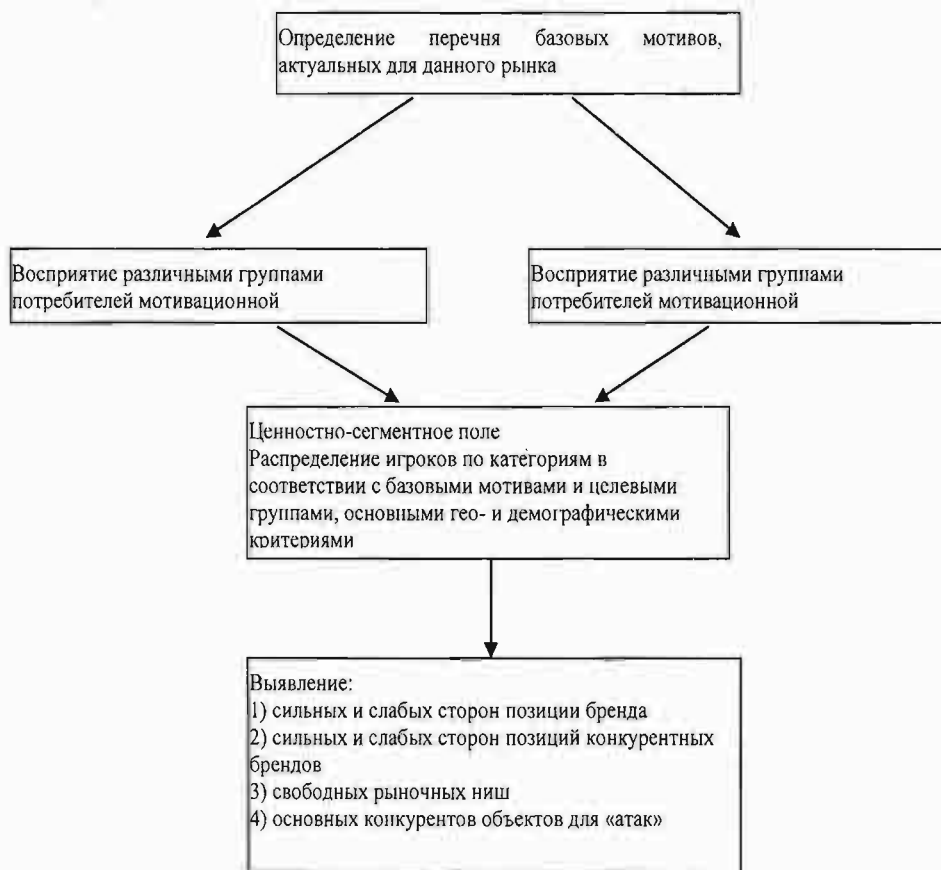 Определение перечня базовых мотивов,
актуальных для данного рынка
Восприятие различными группами
потребителей мотивационной
Восприятие различными группами
потребителей мотивационной
Ценностно-сегментное поле
Распределение игроков по категориям в
соответствии с базовыми мотивами и целевыми
группами, основными гео- и демографическими
критериями
Выявление:
1) сильных и слабых сторон позиции бренда
2) сильных и слабых сторон позиций конкурентных
брендов
3) свободных рыночных ниш
4) основных конкурентов объектов для «атак»